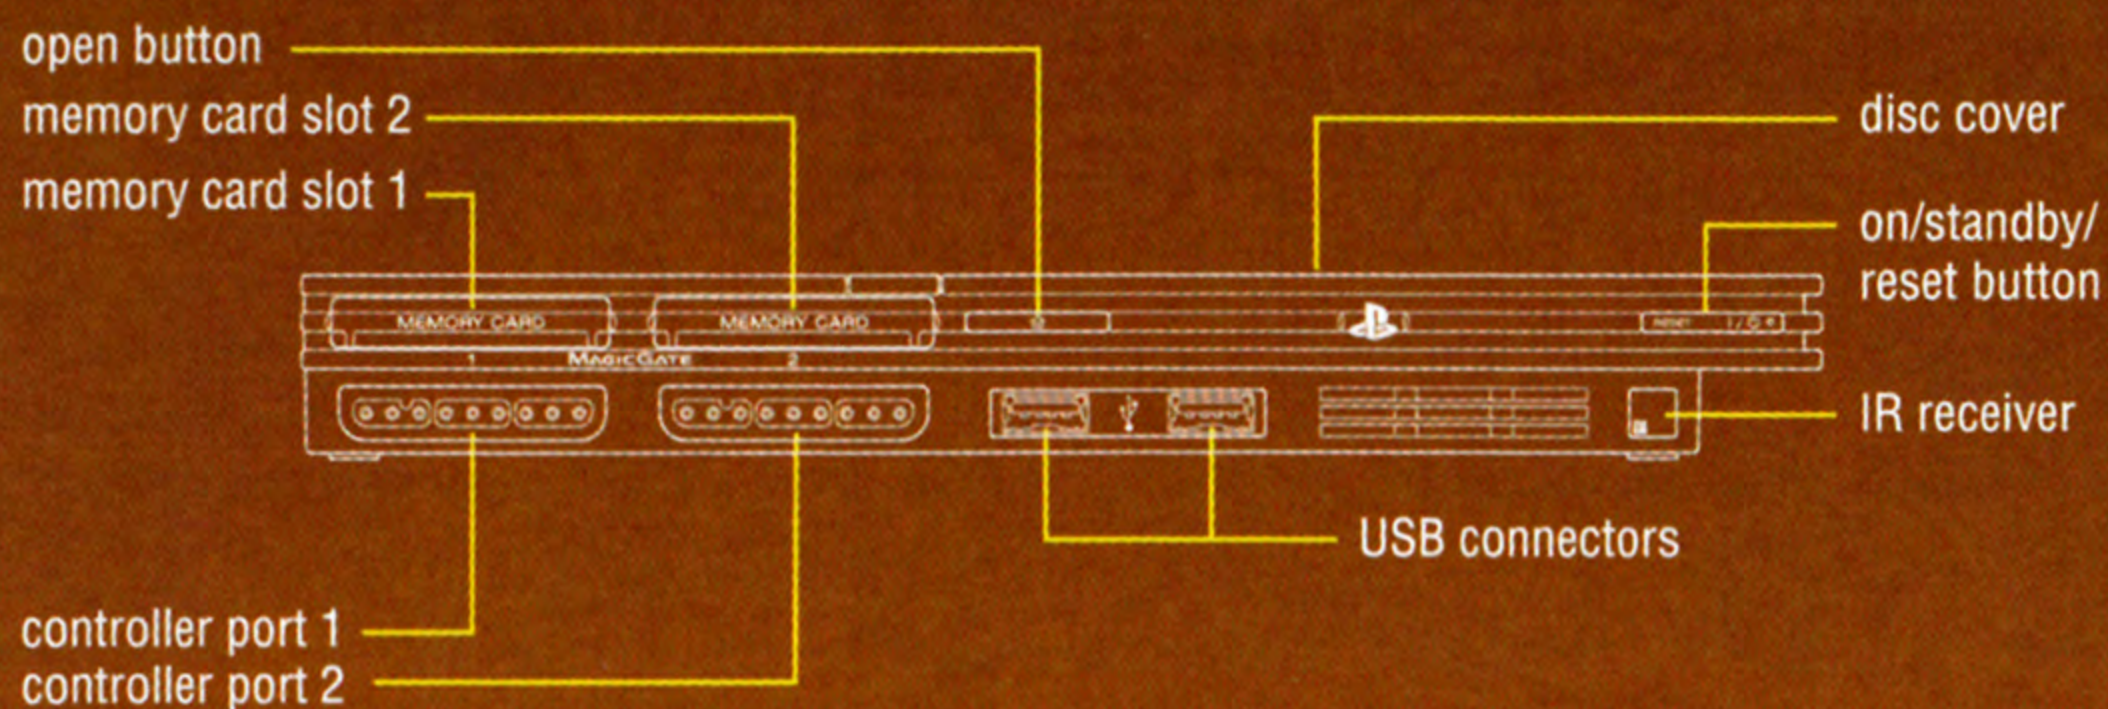 open button
memory card slot 2
memory card slot 1
disc cover
on/standby/
reset button
MEMORY CARD
MEMORY CARD
RESET
1
MAGICGATE
2
IR receiver
USB connectors
controller port 1
controller port 2